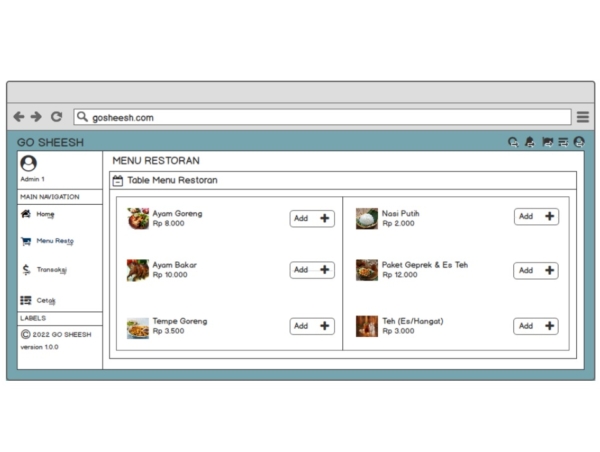 gosheesh.com
GO SHEESH
Admin 1
MAIN NAVIGATION
Home
Menu Resto
Transaksi
Cetak
LABELS
© 2022 GO SHEESH
version 1.0.0
MENU RESTORAN
Table Menu Restoran
Ayam Goreng
Rp 8.000
Add
Nasi Putih
Rp 2.000
Add
Ayam Bakar
Rp 10.000
Add
Paket Geprek & Es Teh
Rp 12.000
Add
Tempe Goreng
Rp 3.500
Add
Teh (Es/Hangat)
Rp 3.000
Add